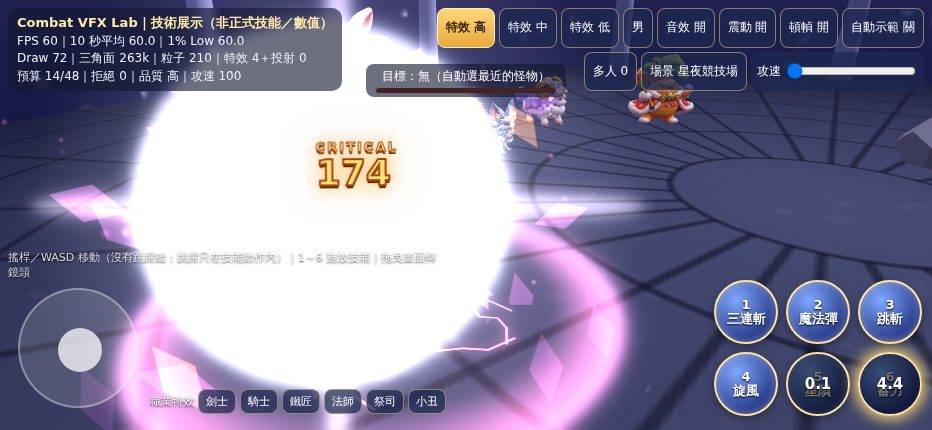 Combat VFX Lab｜技術展示（非正式技能／數值）
FPS 60｜10 秒平均 60.0｜1% Low 60.0
Draw 72｜三角面 263k｜粒子 210｜特效 4＋投射 0
預算 14/48｜拒絕 0｜品質 高｜攻速 100
特效 高
特效 中
特效 低
男
音效 開
震動 開
頓幀 開
自動示範 關
目標：無（自動選最近的怪物）
多人 0
場景 星夜競技場
攻速
CRITICAL
174
搖桿／WASD 移動（沒有跳躍鍵；跳躍只在技能動作內）｜1～6 施放技能｜拖曳畫面轉
鏡頭
1
三連斬
2
魔法彈
3
跳斬
4
旋風
0.1
4.4
職業特效
劍士
騎士
鐵匠
法師
祭司
小丑